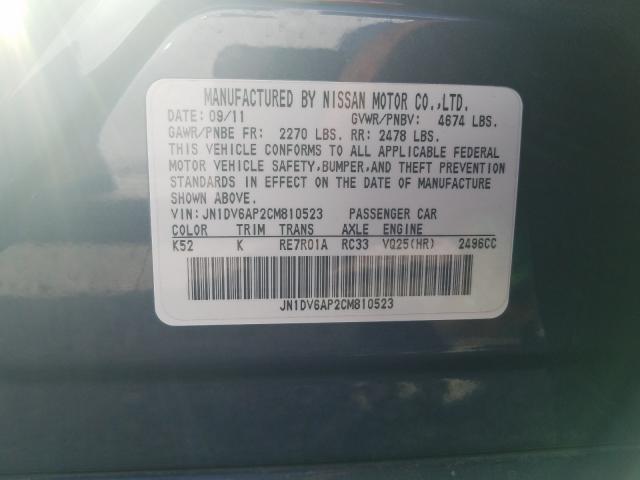 MANUFACTURED BY NISSAN MOTOR CO.,LTD.
DATE: 09/11 GVWR/PNBV: 4674 LBS.
GAWR/PNBE FR: 2270 LBS. RR: 2478 LBS.
THIS VEHICLE CONFORMS TO ALL APPLICABLE FEDERAL
MOTOR VEHICLE SAFETY,BUMPER,AND THEFT PREVENTION
STANDARDS IN EFFECT ON THE DATE OF MANUFACTURE
SHOWN ABOVE.
VIN:JN1DV6AP2CM810523 PASSENGER CAR
COLOR TRIM TRANS AXLE ENGINE
K52 K RE7R01A RC33 VQ25(HR) 2496CC
JN1DV6AP2CM810523